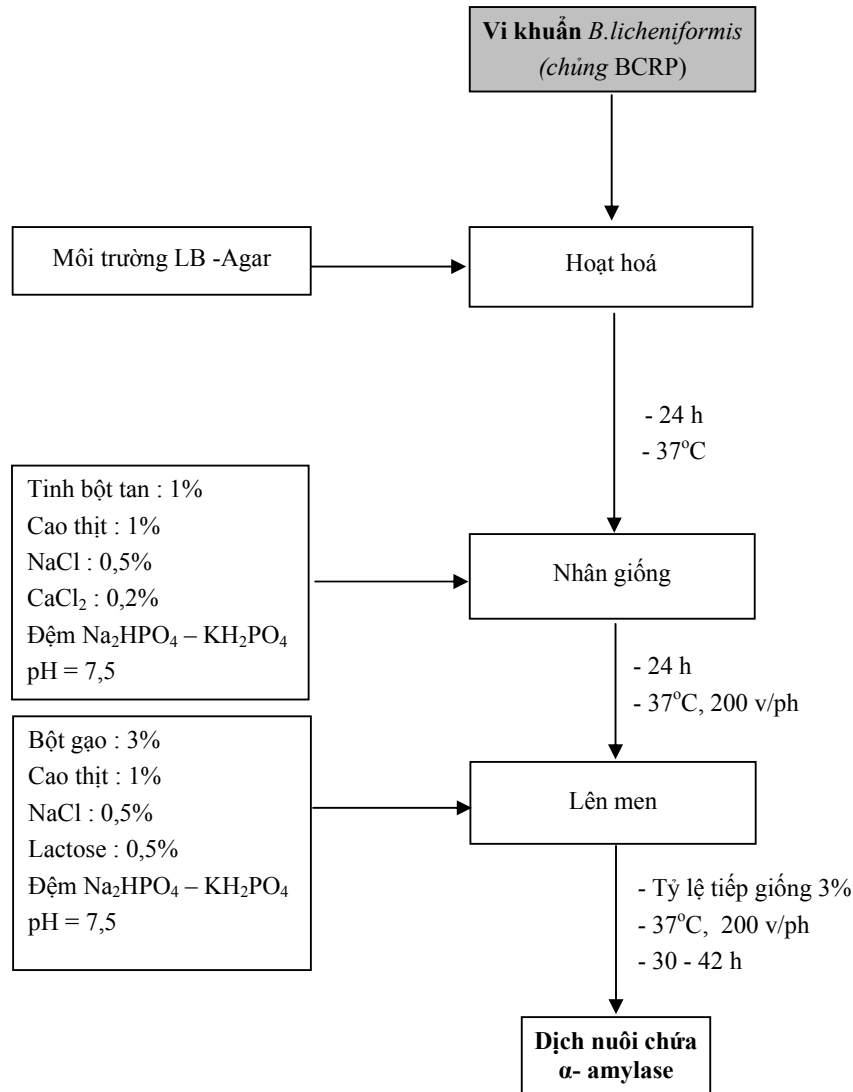 Vi khuẩn B.licheniformis
(chủng BCRP)
Môi trường LB -Agar
Hoạt hoá
- 24 h
- 37°C
Tinh bột tan : 1%
Cao thịt : 1%
NaCl : 0,5%
CaCl₂ : 0,2%
Đệm Na₂HPO₄ – KH₂PO₄
pH = 7,5
Nhân giống
- 24 h
- 37°C, 200 v/ph
Bột gạo : 3%
Cao thịt : 1%
NaCl : 0,5%
Lactose : 0,5%
Đệm Na₂HPO₄ – KH₂PO₄
pH = 7,5
Lên men
- Tỷ lệ tiếp giống 3%
- 37°C, 200 v/ph
- 30 - 42 h
Dịch nuôi chứa
α- amylase